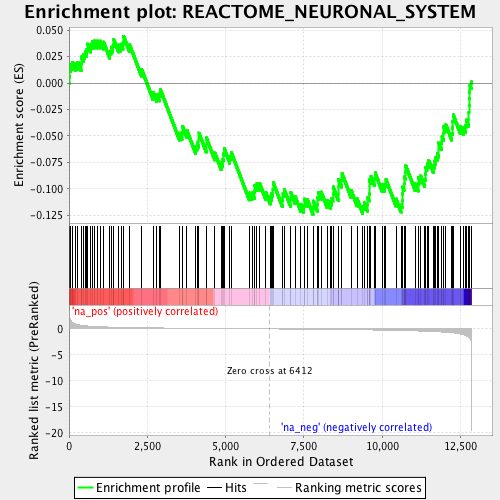 Enrichment plot: REACTOME_NEURONAL_SYSTEM
Enrichment score (ES)
0.050
0.025
0.000
-0.025
-0.050
-0.075
-0.100
-0.125
'na_pos' (positively correlated)
Ranked list metric (PreRanked)
0
-5
-10
-15
-20
Zero cross at 6412
'na_neg' (negatively correlated)
0
2,500
5,000
7,500
10,000
12,500
Rank in Ordered Dataset
Enrichment profile
Hits
Ranking metric scores